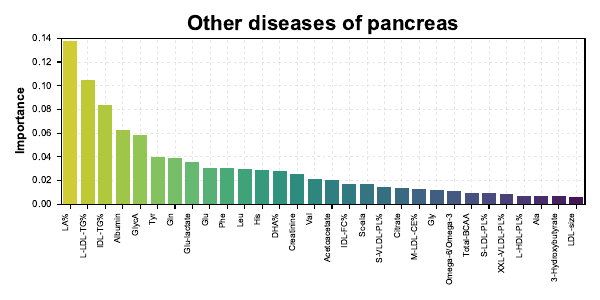 Other diseases of pancreas
Importance
0.14
0.12
0.10
0.08
0.06
0.04
0.02
0.00
LA%
L-LDL-TG%
IDL-TG%
Albumin
GlycA
Tyr
Gln
Glu-lactate
Glu
Phe
Leu
His
DHA%
Creatinine
Val
Acetoacetate
IDL-FC%
S-VLDL-PL%
Citrate
M-LDL-CE%
Gly
Omega-6/Omega-3
Total-BCAA
S-LDL-PL%
XXL-VLDL-PL%
L-HDL-PL%
Ala
3-Hydroxybutyrate
LDL-size